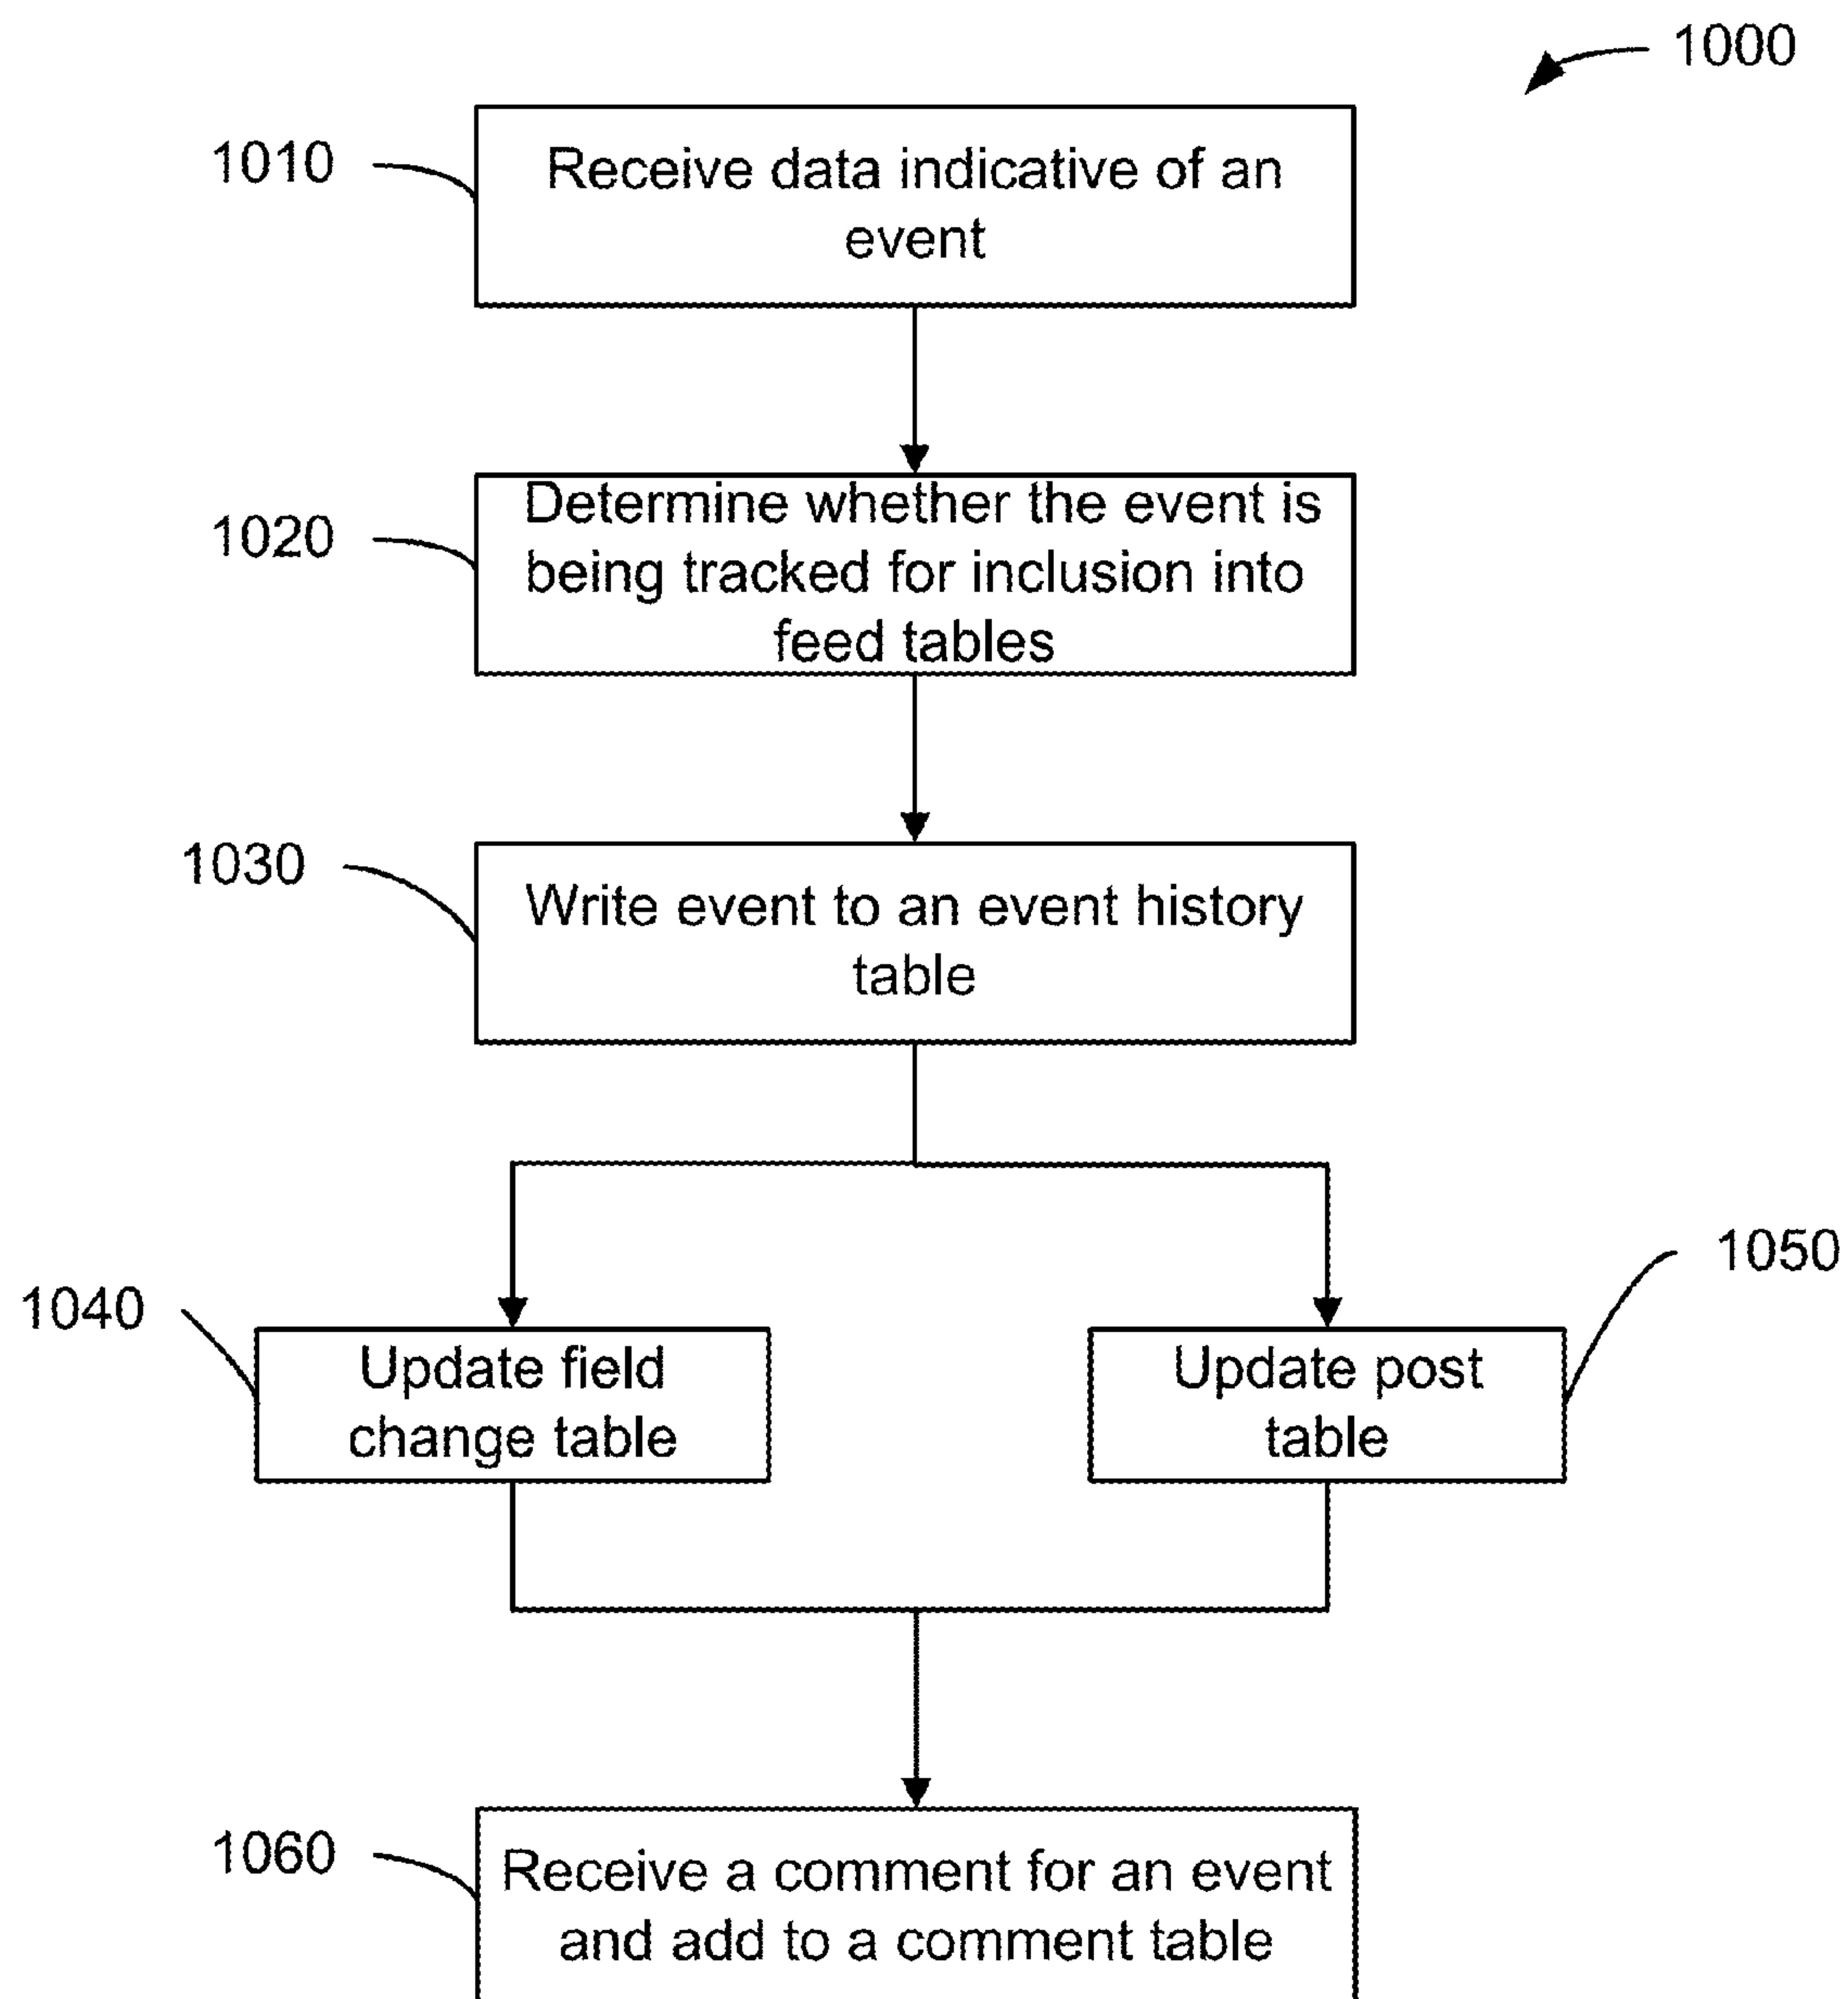 1000
1010
Receive data indicative of an
event
1020
Determine whether the event is
being tracked for inclusion into
feed tables
1030
Write event to an event history
table
1040
Update field
change table
1050
Update post
table
1060
Receive a comment for an event
and add to a comment table